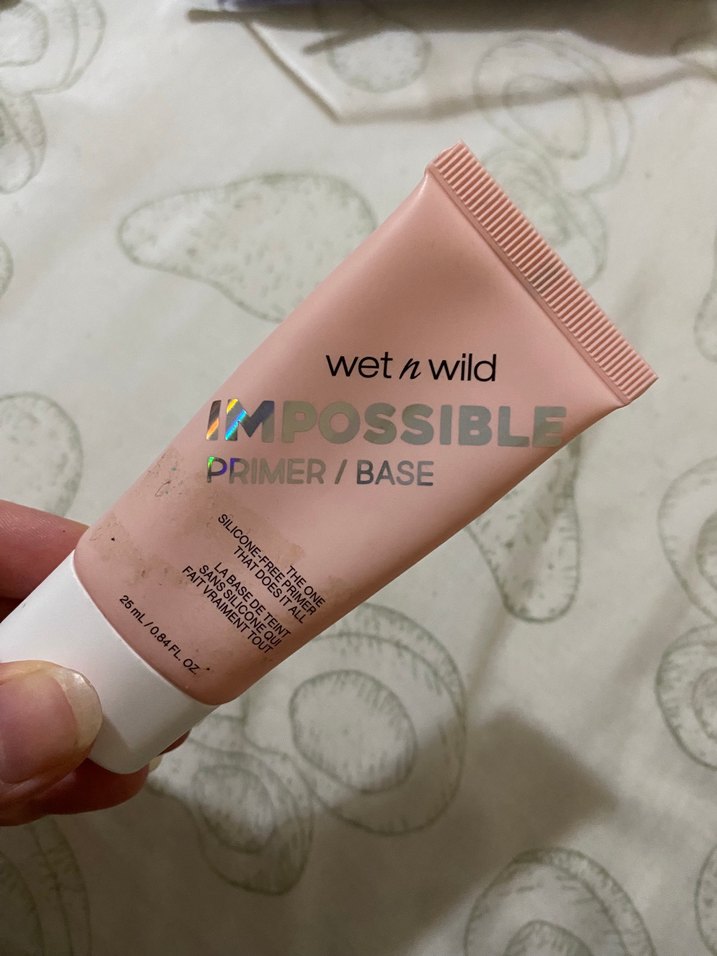 wet n wild
IMPOSSIBLE
PRIMER / BASE
THE ONE
SILICONE-FREE PRIMER
THAT DOES IT ALL
LA BASE DE TEINT
SANS SILICONE QUI
FAIT VRAIMENT TOUT
25 mL / 0.84 FL. OZ.